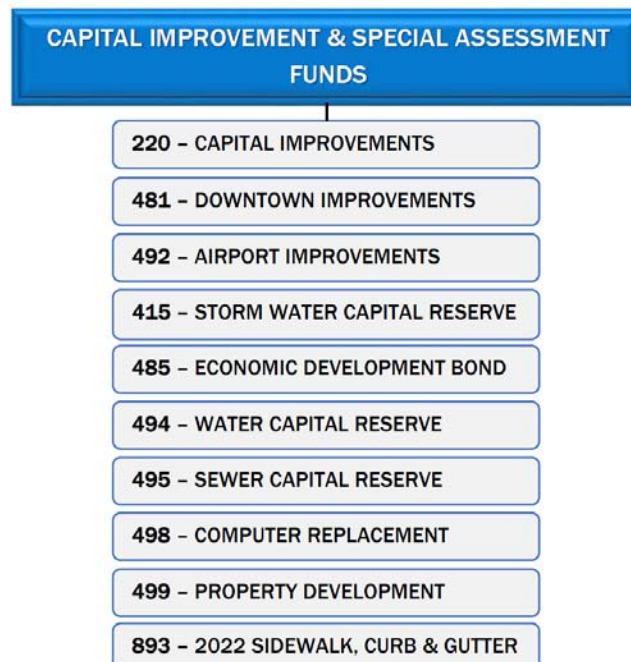 CAPITAL IMPROVEMENT & SPECIAL ASSESSMENT
FUNDS
220 – CAPITAL IMPROVEMENTS
481 – DOWNTOWN IMPROVEMENTS
492 – AIRPORT IMPROVEMENTS
415 – STORM WATER CAPITAL RESERVE
485 – ECONOMIC DEVELOPMENT BOND
494 – WATER CAPITAL RESERVE
495 – SEWER CAPITAL RESERVE
498 – COMPUTER REPLACEMENT
499 – PROPERTY DEVELOPMENT
893 – 2022 SIDEWALK, CURB & GUTTER